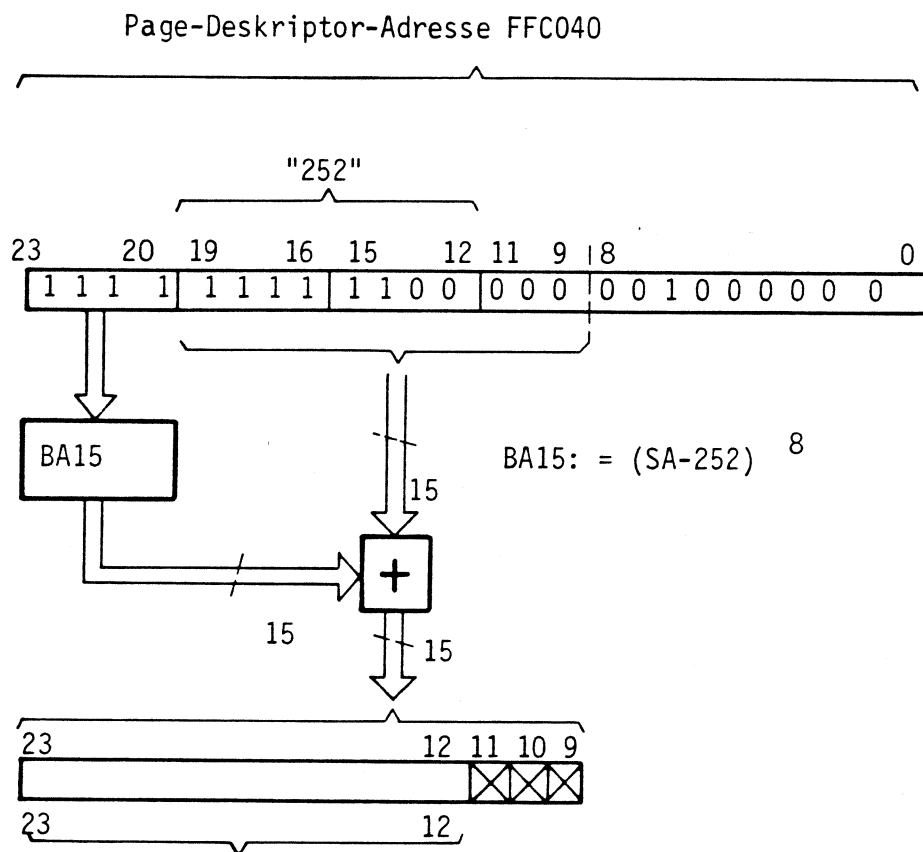 Page-Deskriptor-Adresse FFC040
"252"
23 20 19 16 15 12 11 9 8 0
1 1 1 1 1 1 1 1 1 1 0 0 0 0 0 0 0 1 0 0 0 0 0 0
BA15
15
BA15: = (SA-252) 8
+
15
15
23 12 11 10 9
23 12